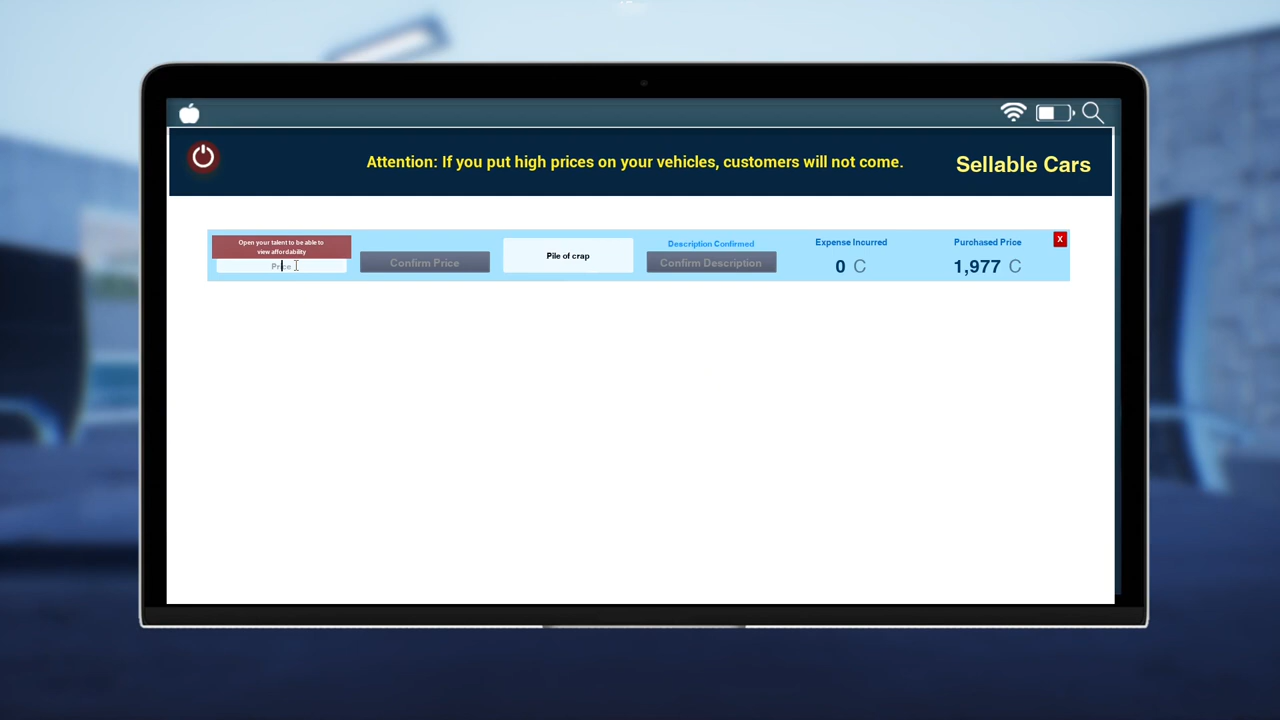 Attention: If you put high prices on your vehicles, customers will not come.
Sellable Cars
Open your talent to be able to
view affordability
Price
Confirm Price
Pile of crap
Description Confirmed
Confirm Description
Expense Incurred
0 C
Purchased Price
1,977 C
X